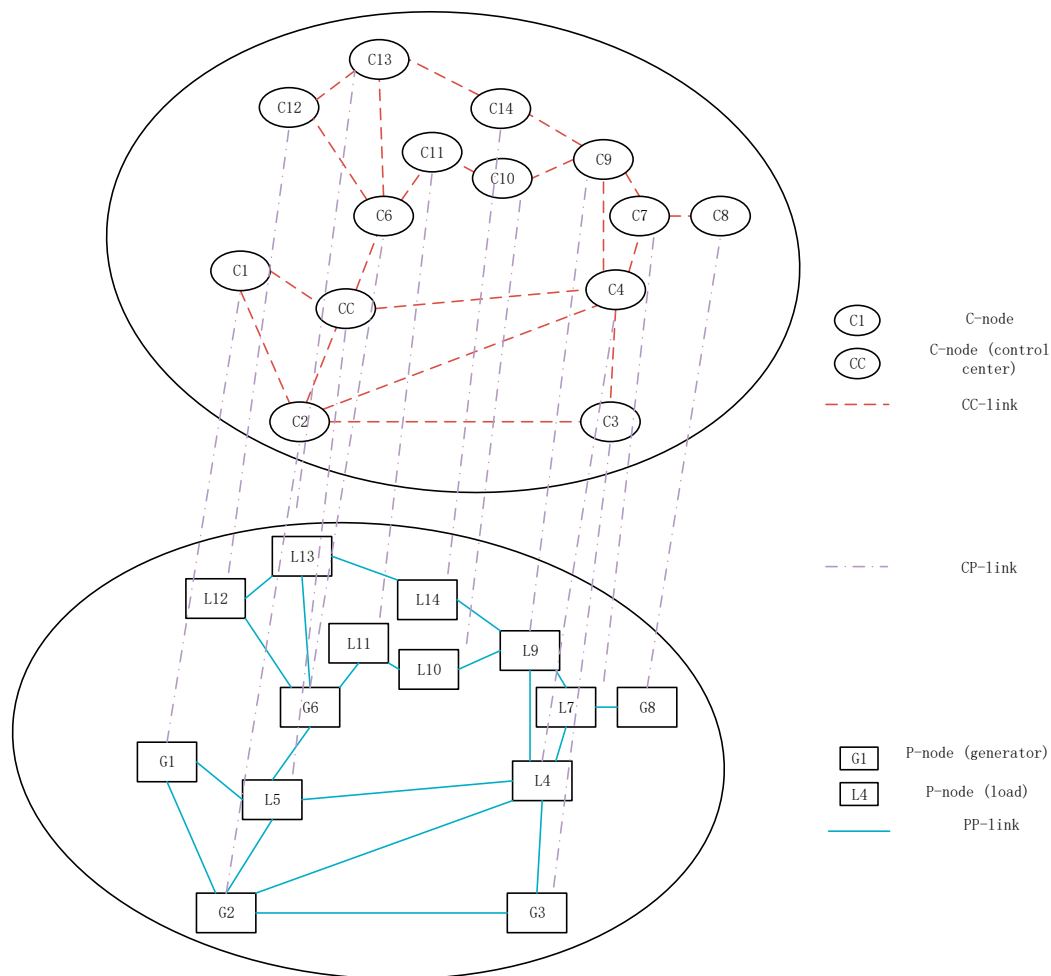 C13
C12
C14
C11
C9
C10
C6
C7
C8
C1
C4
CC
C2
C3
C1
C-node
CC
C-node (control
center)
CC-link
CP-link
L13
L12
L14
L11
L9
L10
G6
L7
G8
G1
L4
L5
G2
G3
G1
P-node (generator)
L4
P-node (load)
PP-link